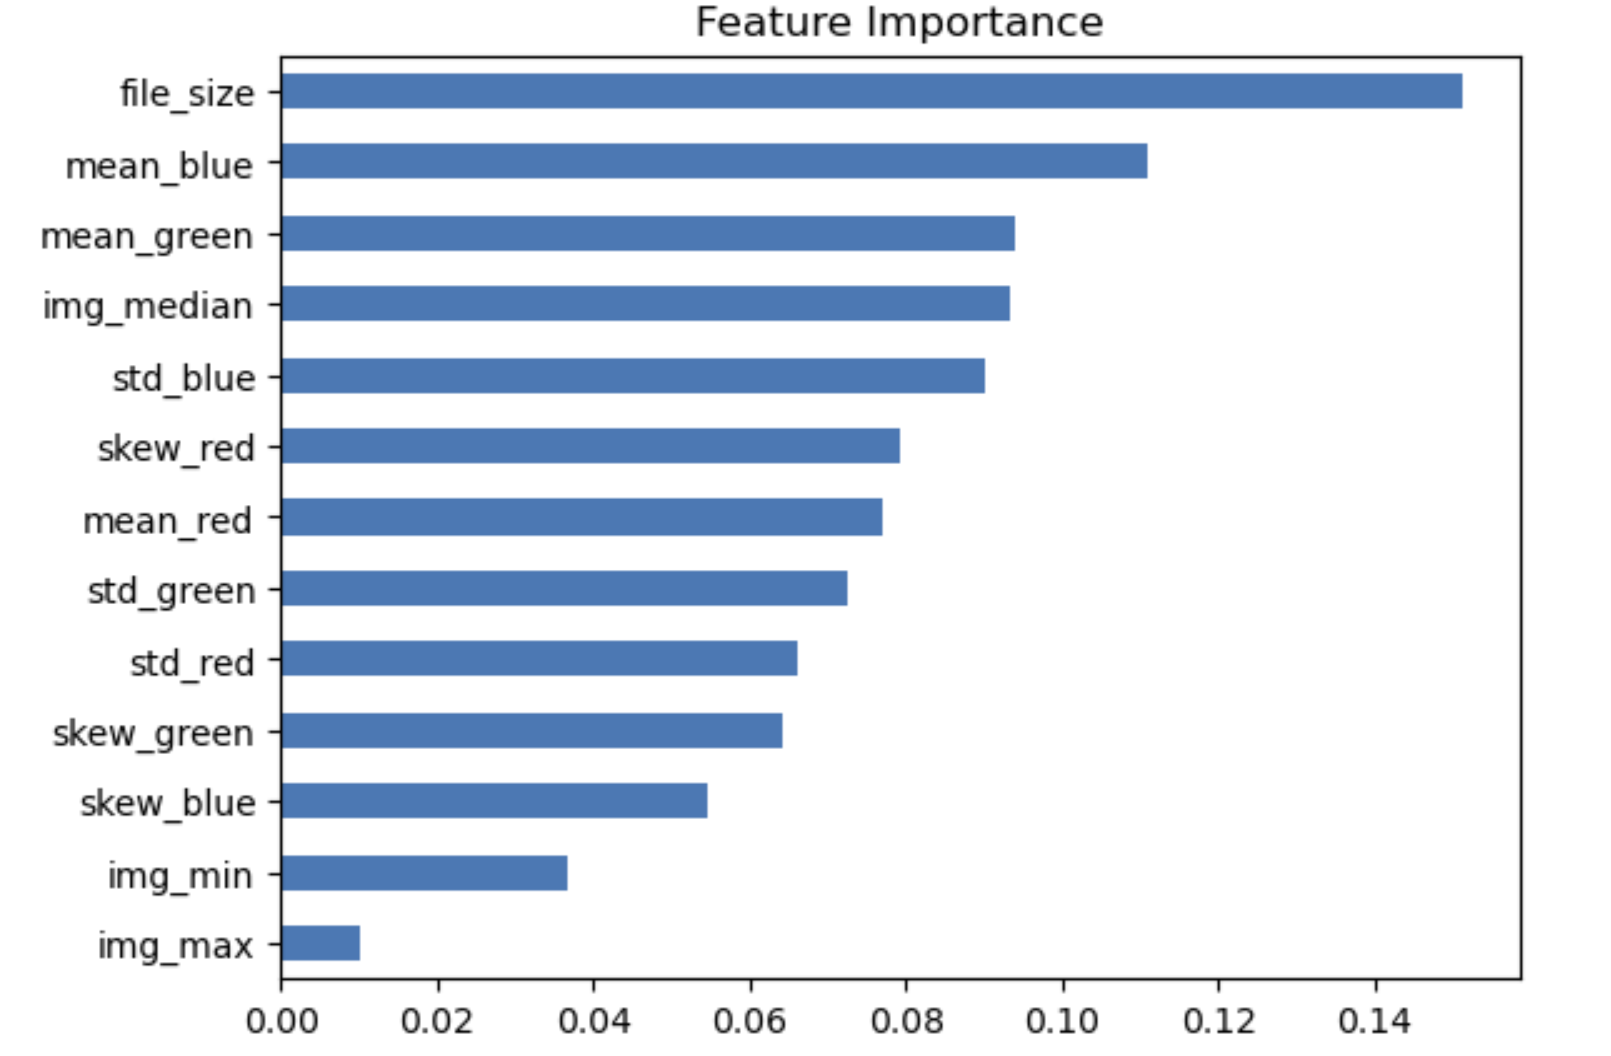 Feature Importance
file_size
mean_blue
mean_green
img_median
std_blue
skew_red
mean_red
std_green
std_red
skew_green
skew_blue
img_min
img_max
0.00 0.02 0.04 0.06 0.08 0.10 0.12 0.14